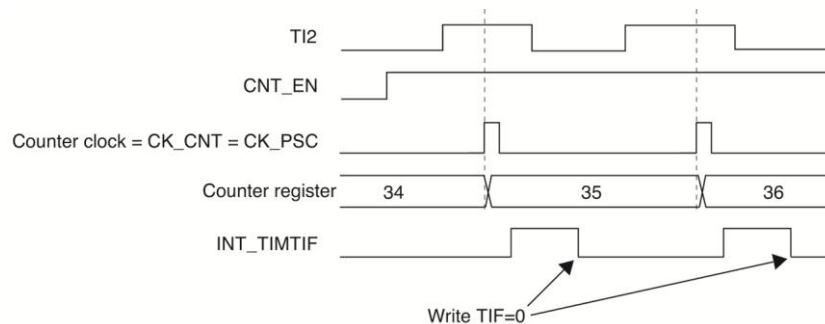 TI2
CNT_EN
Counter clock = CK_CNT = CK_PSC
Counter register
34
35
36
INT_TIMTIF
Write TIF=0